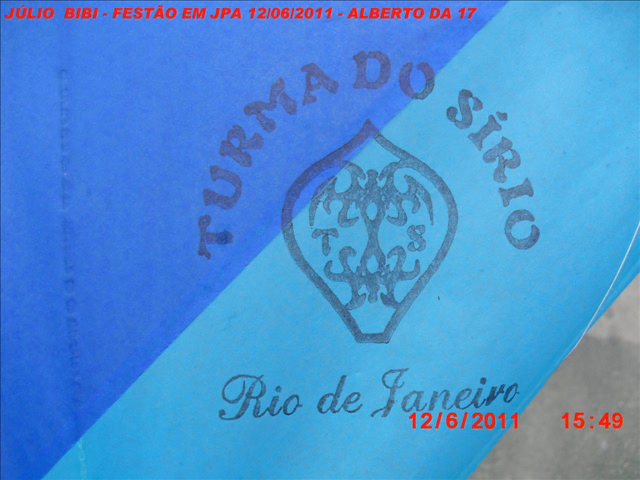 JÚLIO BIBI - FESTÃO EM JPA 12/06/2011 - ALBERTO DA 17
TURMA DO SÍRIO
T S
Rio de Janeiro
12/6/2011 15:49